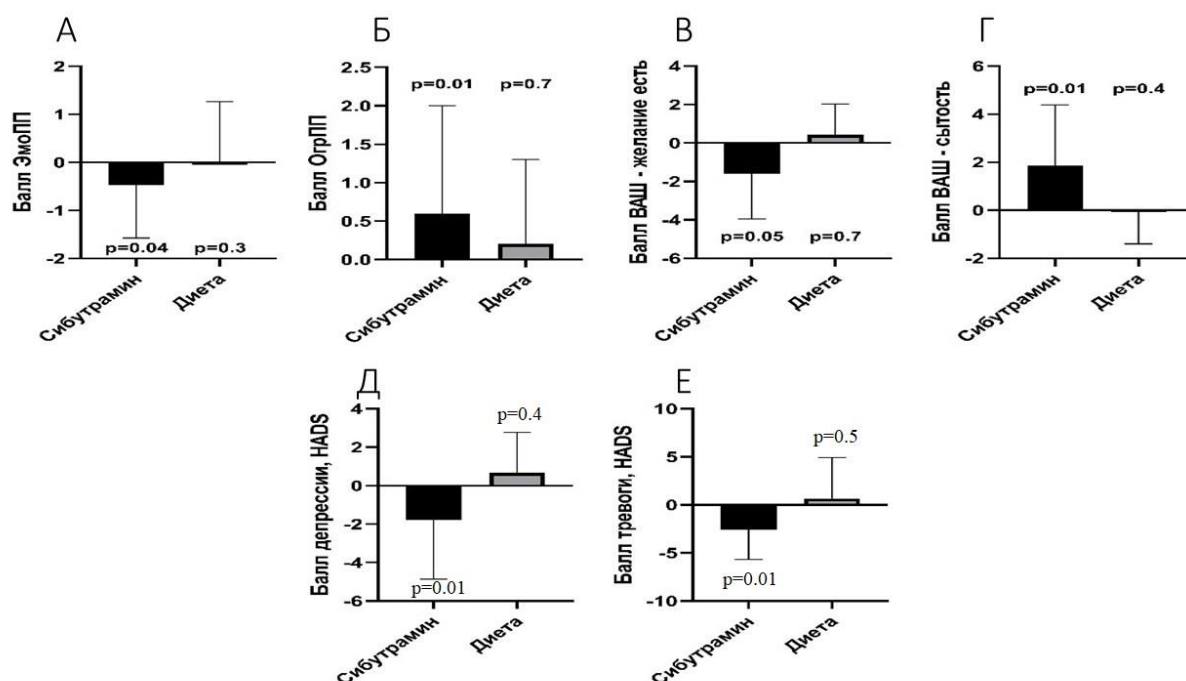 А
Балл ЭмоПП
2
1
0
-1
-2
p=0.04
p=0.3
Сибутрамин
Диета
Б
Балл ОгрПП
2.5
2.0
1.5
1.0
0.5
0.0
p=0.01
p=0.7
Сибутрамин
Диета
В
Балл ВАШ - желание есть
4
2
0
-2
-4
-6
p=0.05
p=0.7
Сибутрамин
Диета
Г
Балл ВАШ - сытость
6
4
2
0
-2
p=0.01
p=0.4
Сибутрамин
Диета
Д
Балл депрессии, HADS
4
2
0
-2
-4
-6
p=0.4
p=0.01
Сибутрамин
Диета
Е
Балл тревоги, HADS
10
5
0
-5
-10
p=0.5
p=0.01
Сибутрамин
Диета